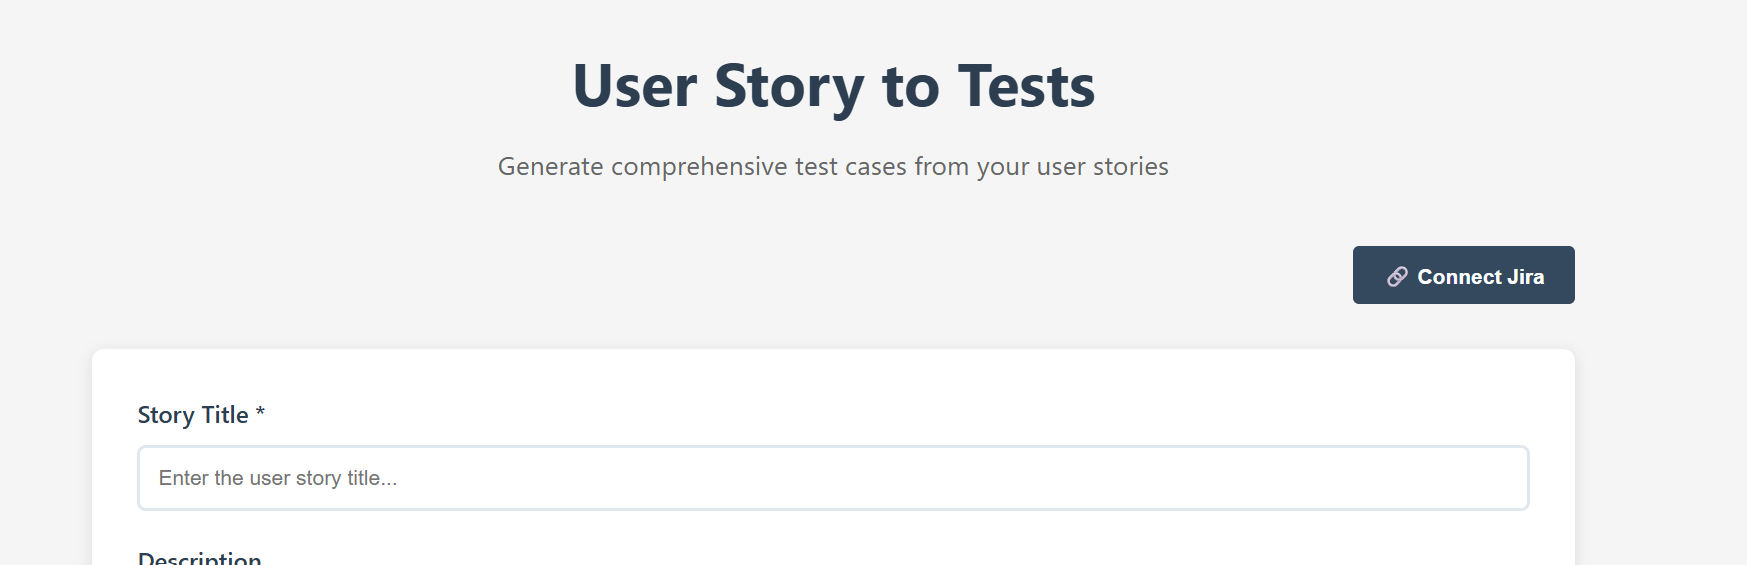 User Story to Tests
Generate comprehensive test cases from your user stories
Connect Jira
Story Title *
Enter the user story title...
Description